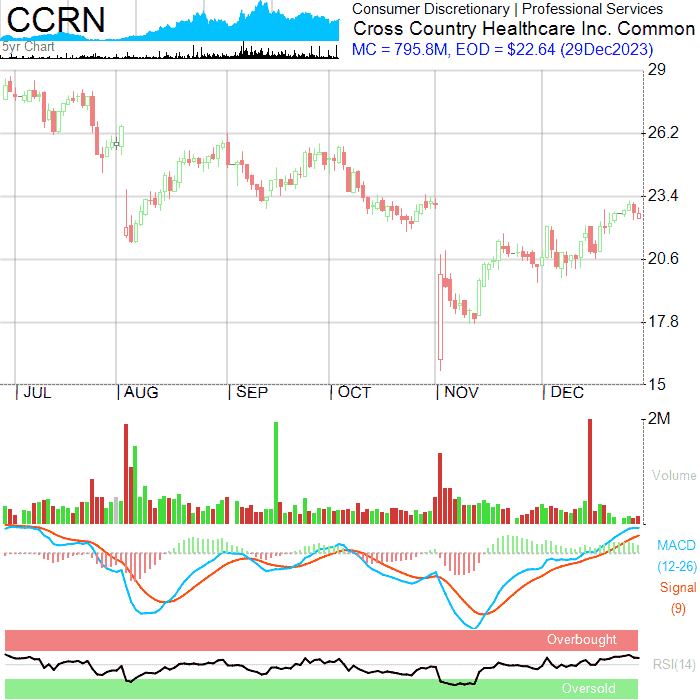 CCRN
Consumer Discretionary | Professional Services
Cross Country Healthcare Inc. Common
MC = 795.8M, EOD = $22.64 (29Dec2023)
5yr Chart
29
26.2
23.4
20.6
17.8
15
JUL
AUG
SEP
OCT
NOV
DEC
2M
Volume
MACD
(12-26)
Signal
(9)
Overbought
RSI(14)
Oversold